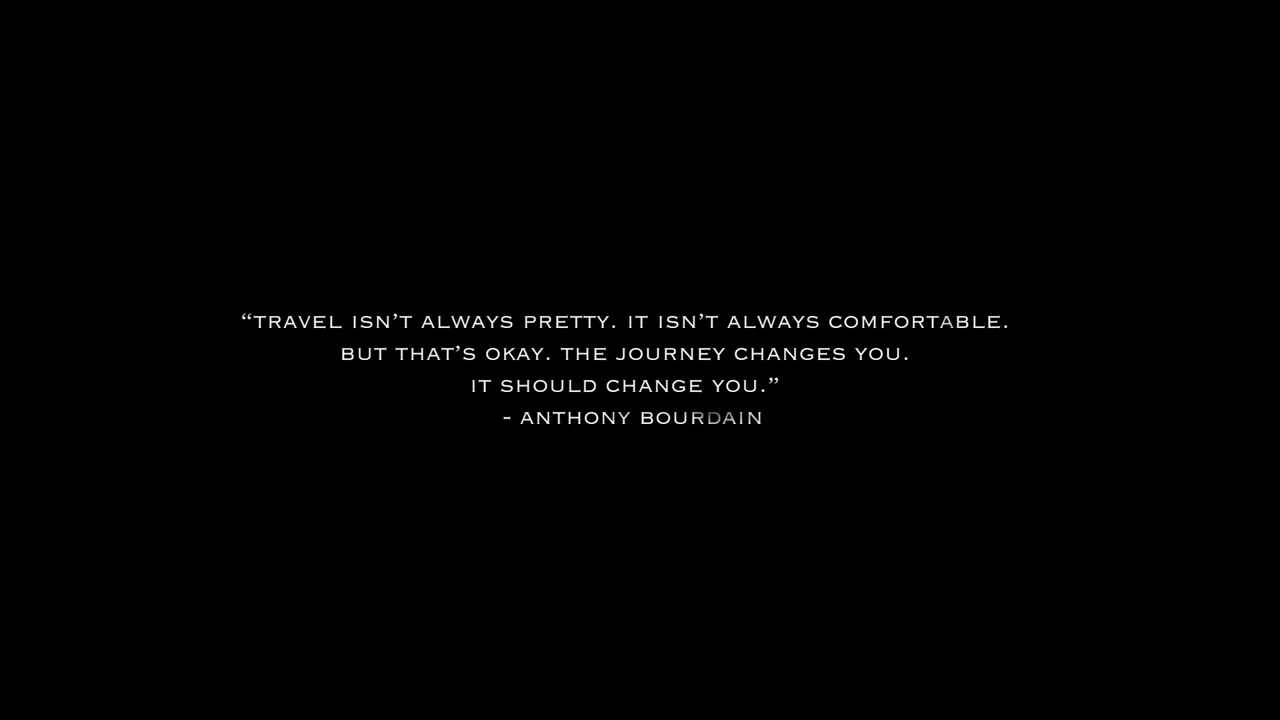 “TRAVEL ISN’T ALWAYS PRETTY. IT ISN’T ALWAYS COMFORTABLE.
BUT THAT’S OKAY. THE JOURNEY CHANGES YOU.
IT SHOULD CHANGE YOU.”
- ANTHONY BOURDAIN